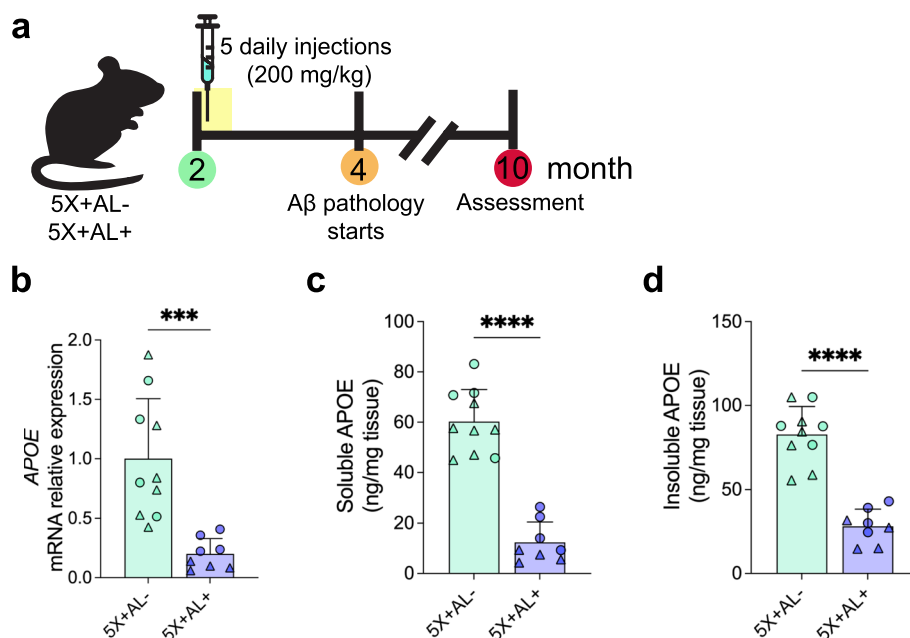 a
5 daily injections
(200 mg/kg)
2
4
10
month
5X+AL-
5X+AL+
Aβ pathology
starts
Assessment
b
APOE
mRNA relative expression
2.0
1.5
1.0
0.5
0.0
***
5X+AL-
5X+AL+
c
Soluble APOE
(ng/mg tissue)
100
80
60
40
20
0
****
5X+AL-
5X+AL+
d
Insoluble APOE
(ng/mg tissue)
150
100
50
0
****
5X+AL-
5X+AL+